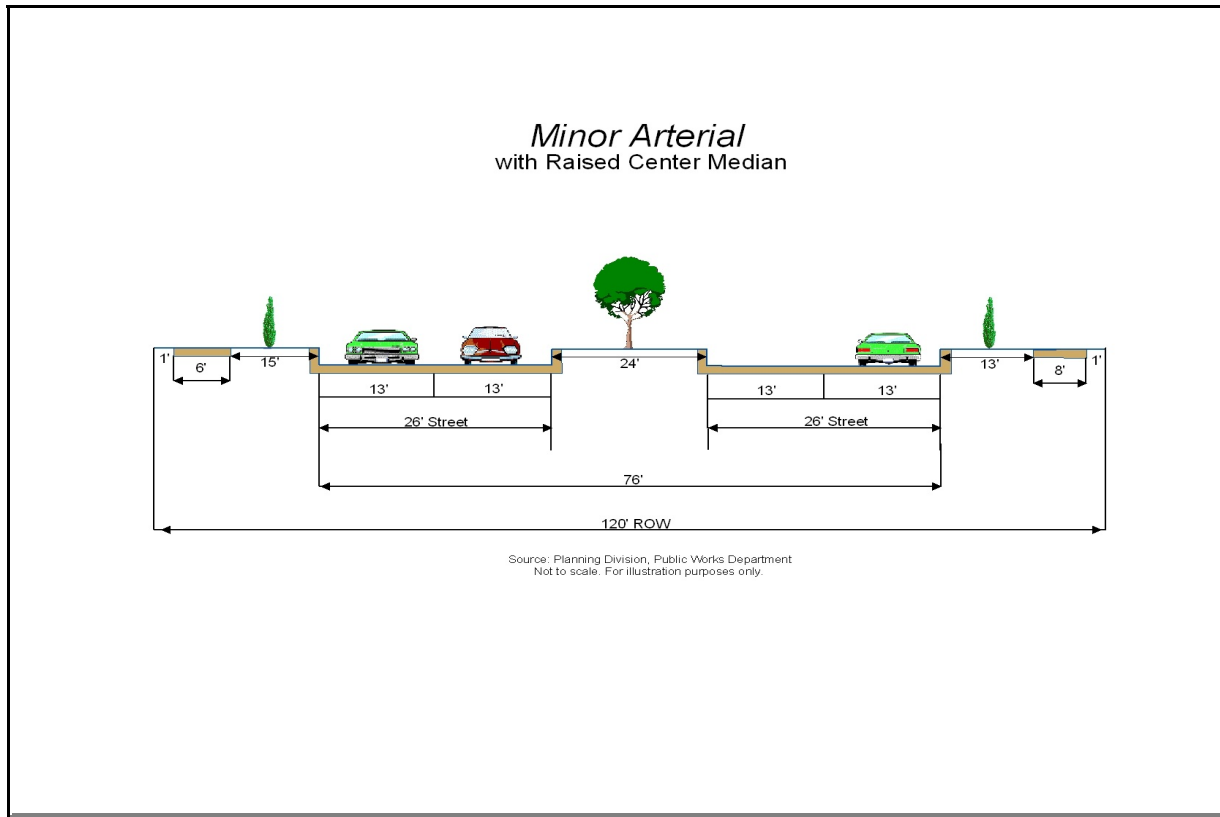 Minor Arterial
with Raised Center Median
1' 6' 15' 24' 13' 8' 1'
13' 13' 13' 13'
26' Street 26' Street
76'
120' ROW
Source: Planning Division, Public Works Department
Not to scale. For illustration purposes only.